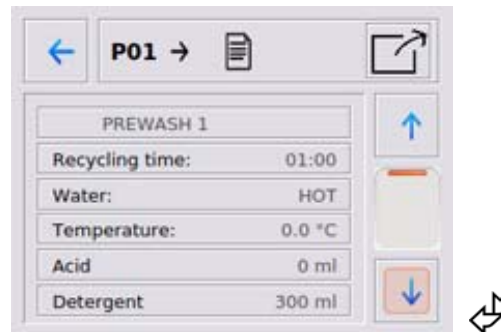 P01 →
PREWASH 1
Recycling time: 01:00
Water: HOT
Temperature: 0.0 °C
Acid 0 ml
Detergent 300 ml